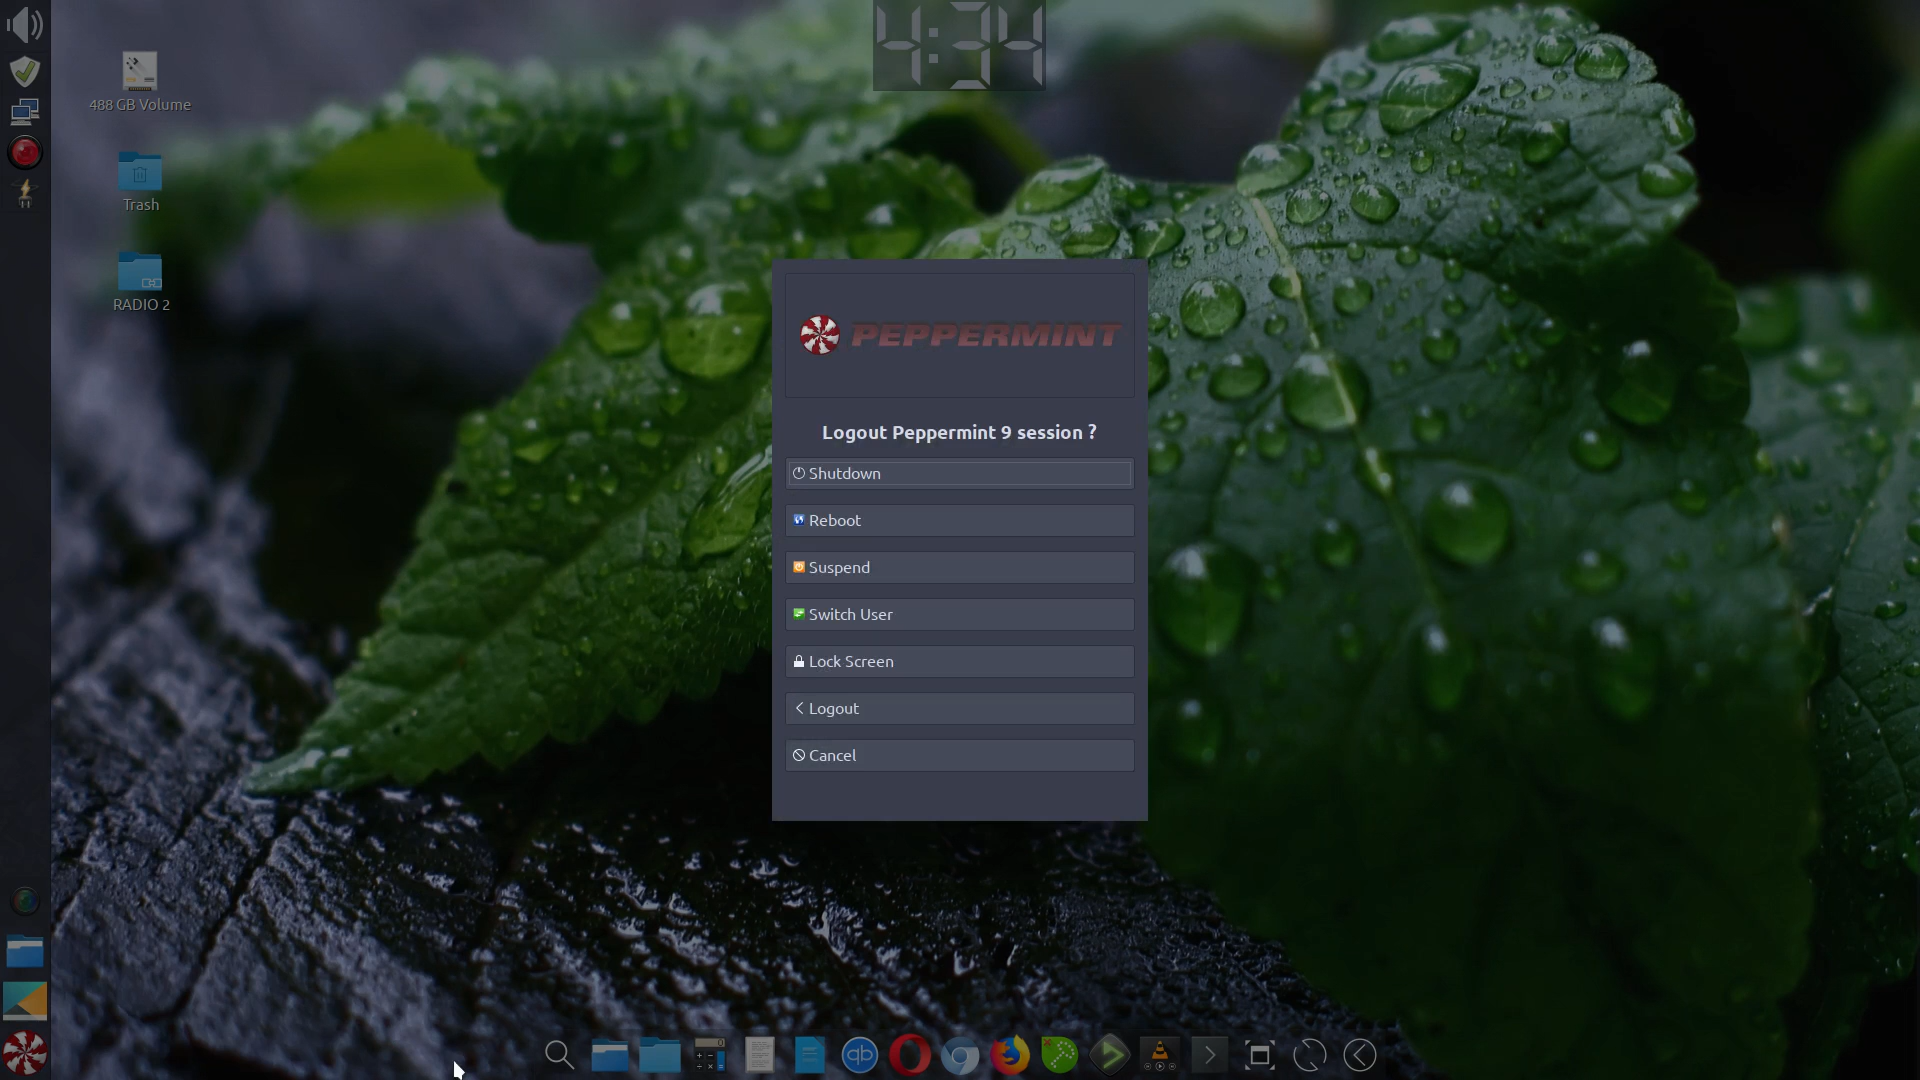 4:34
488 GB Volume
Trash
RADIO 2
PEPPERMINT
Logout Peppermint 9 session ?
Shutdown
Reboot
Suspend
Switch User
Lock Screen
Logout
Cancel
qb